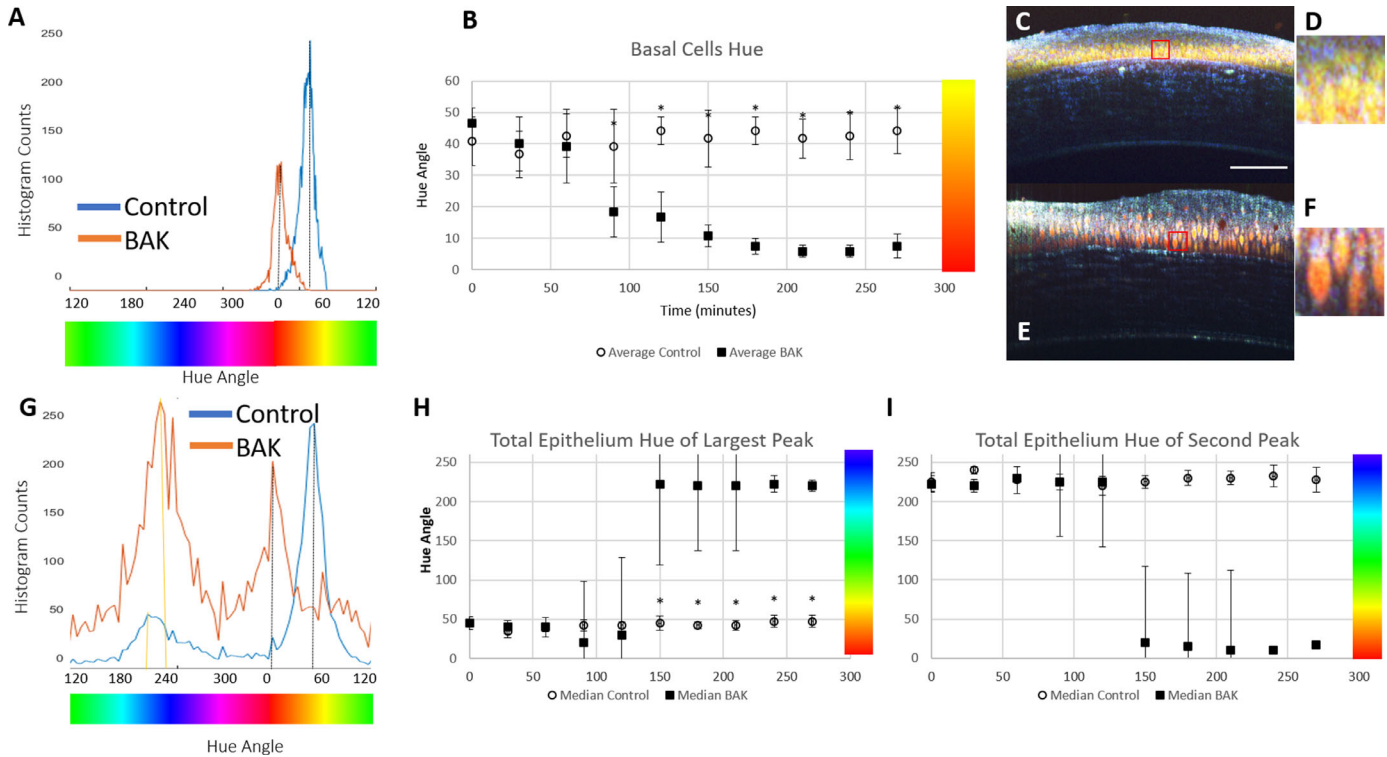 A
250
200
150
100
50
0
Histogram Counts
Control
BAK
120 180 240 300 0 60 120
Hue Angle
B
Basal Cells Hue
60
50
40
30
20
10
0
Hue Angle
* * * * * * *
0 50 100 150 200 250 300
Time (minutes)
Average Control Average BAK
C
D
E
F
G
250
200
150
100
50
0
Histogram Counts
Control
BAK
120 180 240 300 0 60 120
Hue Angle
H
Total Epithelium Hue of Largest Peak
250
200
150
100
50
0
Hue Angle
* * * * *
0 50 100 150 200 250 300
Median Control Median BAK
I
Total Epithelium Hue of Second Peak
250
200
150
100
50
0
0 50 100 150 200 250 300
Median Control Median BAK